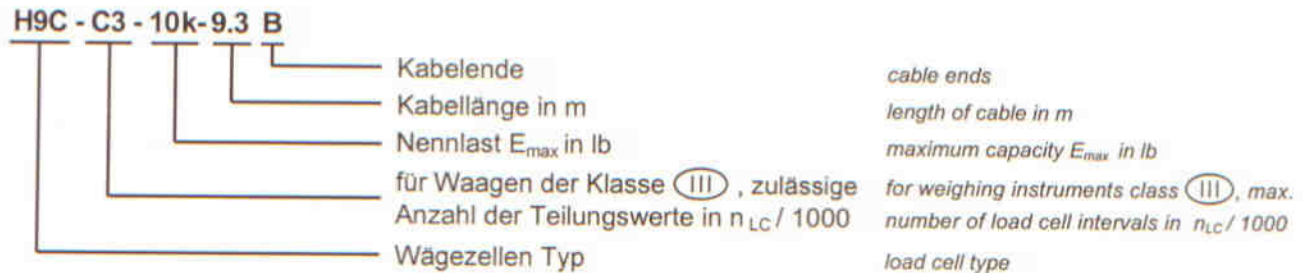 H9C - C3 - 10k- 9.3 B
Kabelende cable ends
Kabellänge in m length of cable in m
Nennlast Emax in lb maximum capacity Emax in lb
für Waagen der Klasse III , zulässige for weighing instruments class III, max.
Anzahl der Teilungswerte in n LC / 1000 number of load cell intervals in nLC / 1000
Wägezellen Typ load cell type